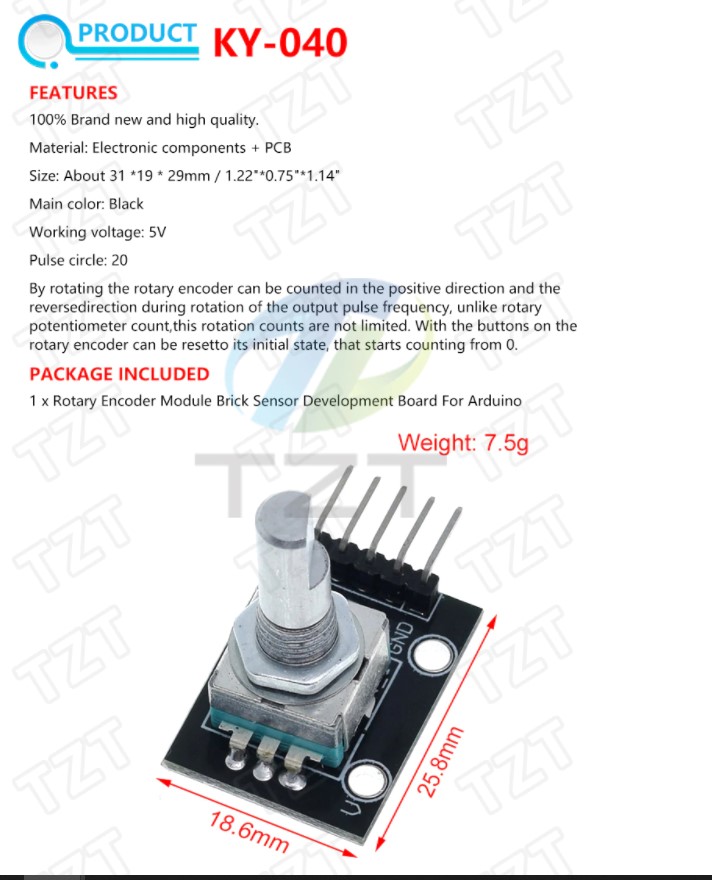 PRODUCT KY-040
FEATURES
100% Brand new and high quality.
Material: Electronic components + PCB
Size: About 31 *19 * 29mm / 1.22"*0.75"*1.14"
Main color: Black
Working voltage: 5V
Pulse circle: 20
By rotating the rotary encoder can be counted in the positive direction and the
reversedirection during rotation of the output pulse frequency, unlike rotary
potentiometer count,this rotation counts are not limited. With the buttons on the
rotary encoder can be resetto its initial state, that starts counting from 0.
PACKAGE INCLUDED
1 x Rotary Encoder Module Brick Sensor Development Board For Arduino
Weight: 7.5g
TZT
GND
25.8mm
18.6mm